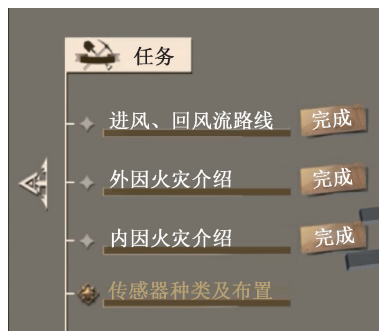 任务
进风、回风流路线 完成
外因火灾介绍 完成
内因火灾介绍 完成
传感器种类及布置